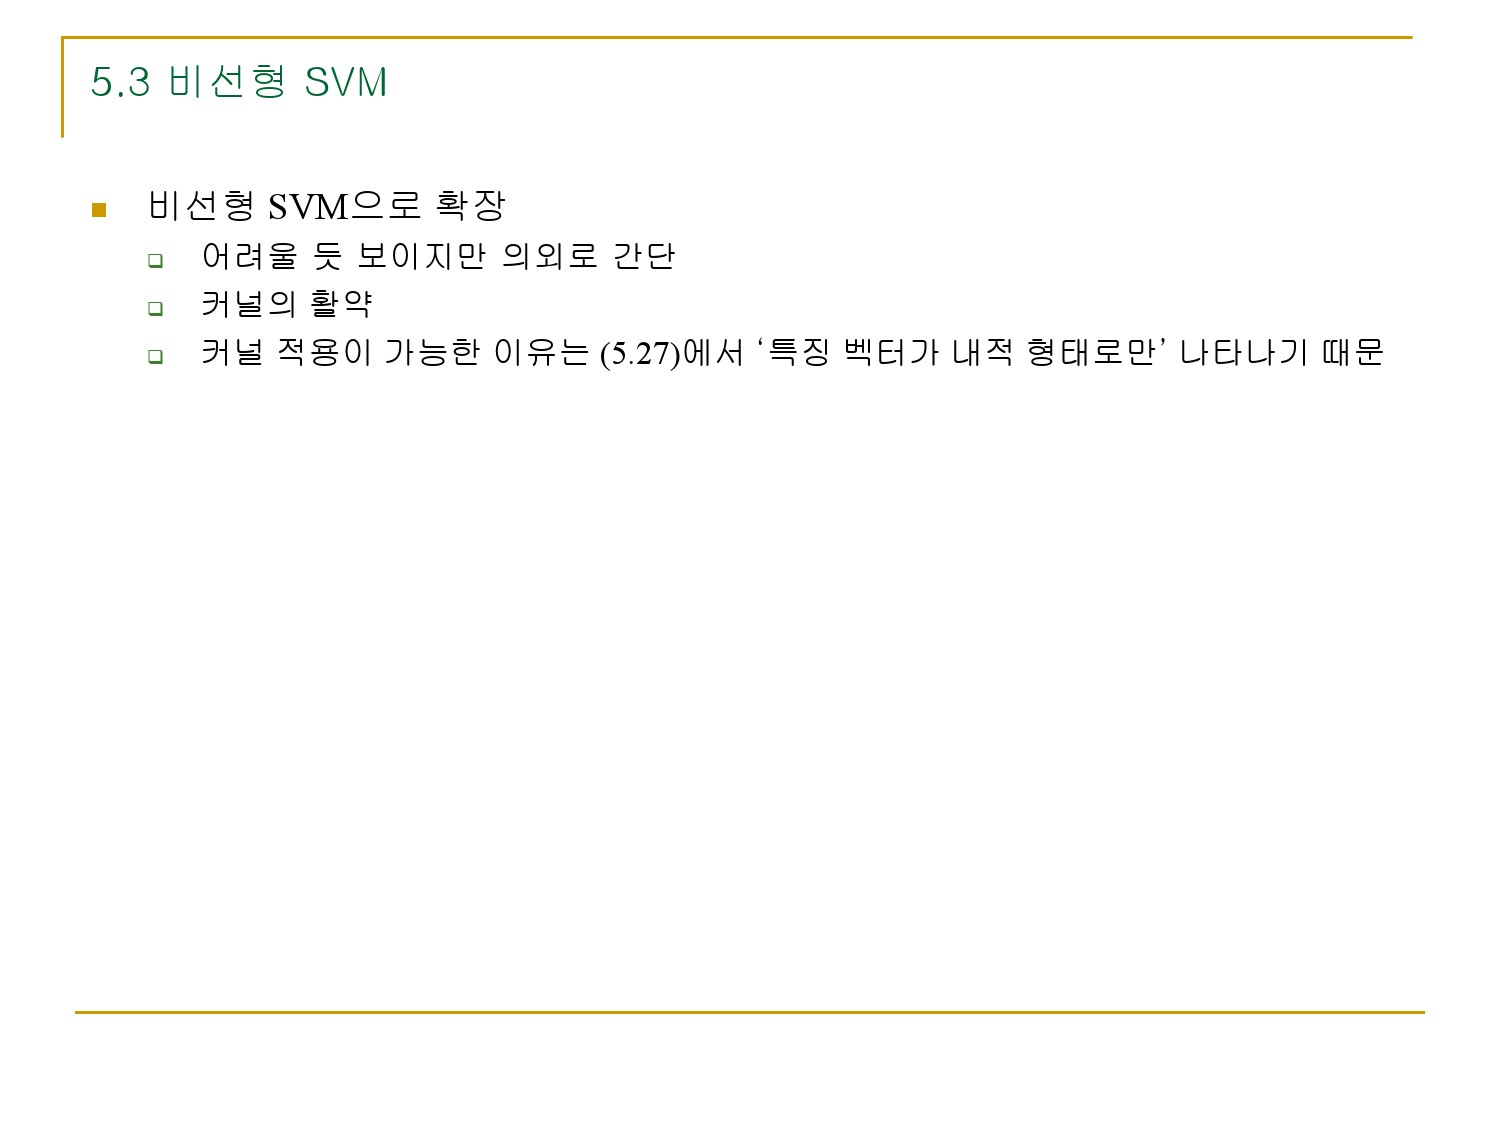 5.3 비선형 SVM
비선형 SVM으로 확장
어려울 듯 보이지만 의외로 간단
커널의 활약
커널 적용이 가능한 이유는 (5.27)에서 ‘특징 벡터가 내적 형태로만’ 나타나기 때문